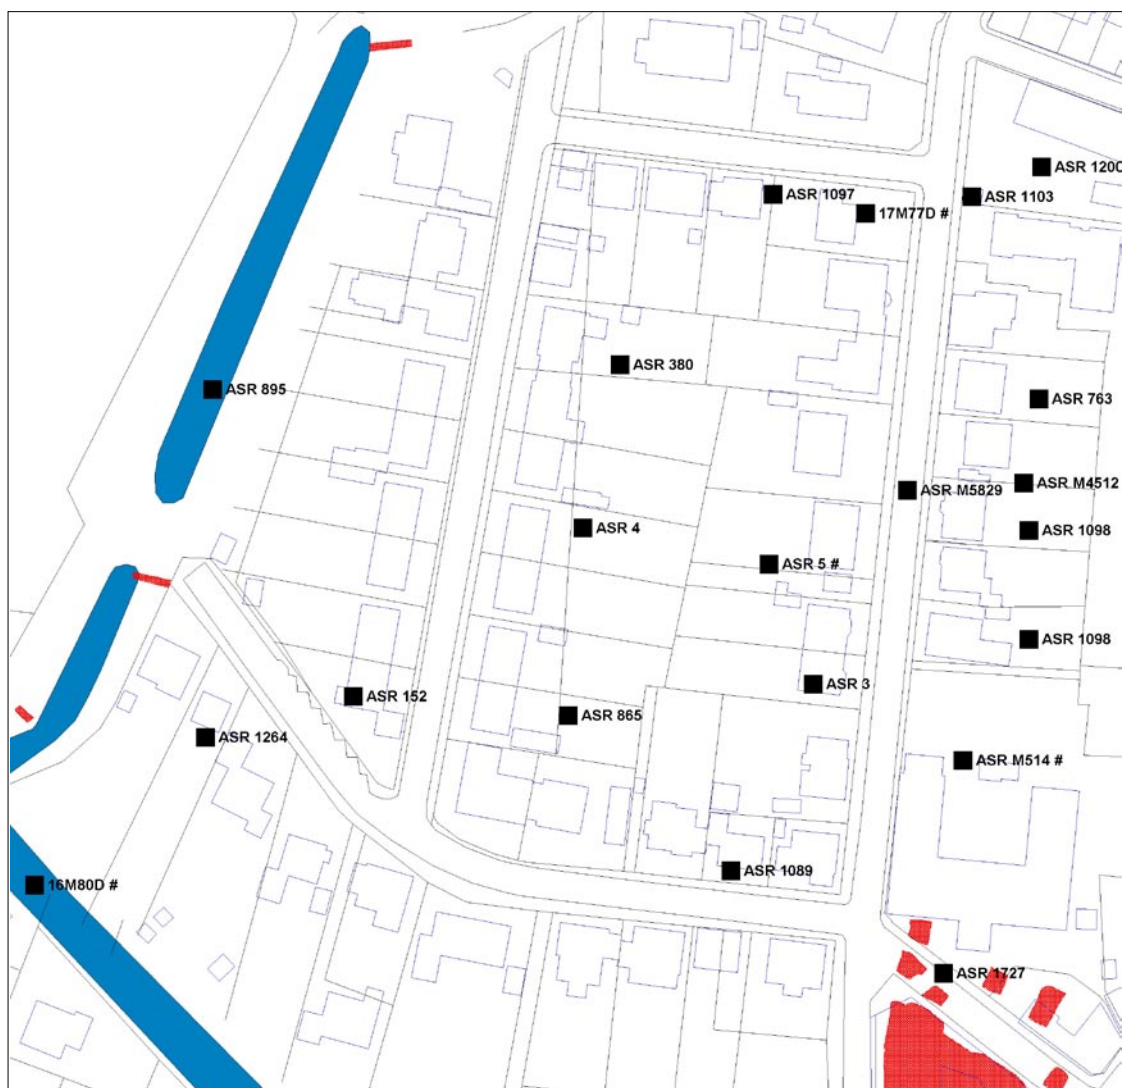 ASR 120C
ASR 1097
ASR 1103
17M77D #
ASR 380
ASR 895
ASR 763
ASR M4512
ASR M5829
ASR 4
ASR 1098
ASR 5 #
ASR 1098
ASR 3
ASR 152
ASR 865
ASR 1264
ASR M514 #
ASR 1089
16M80D #
ASR 1727